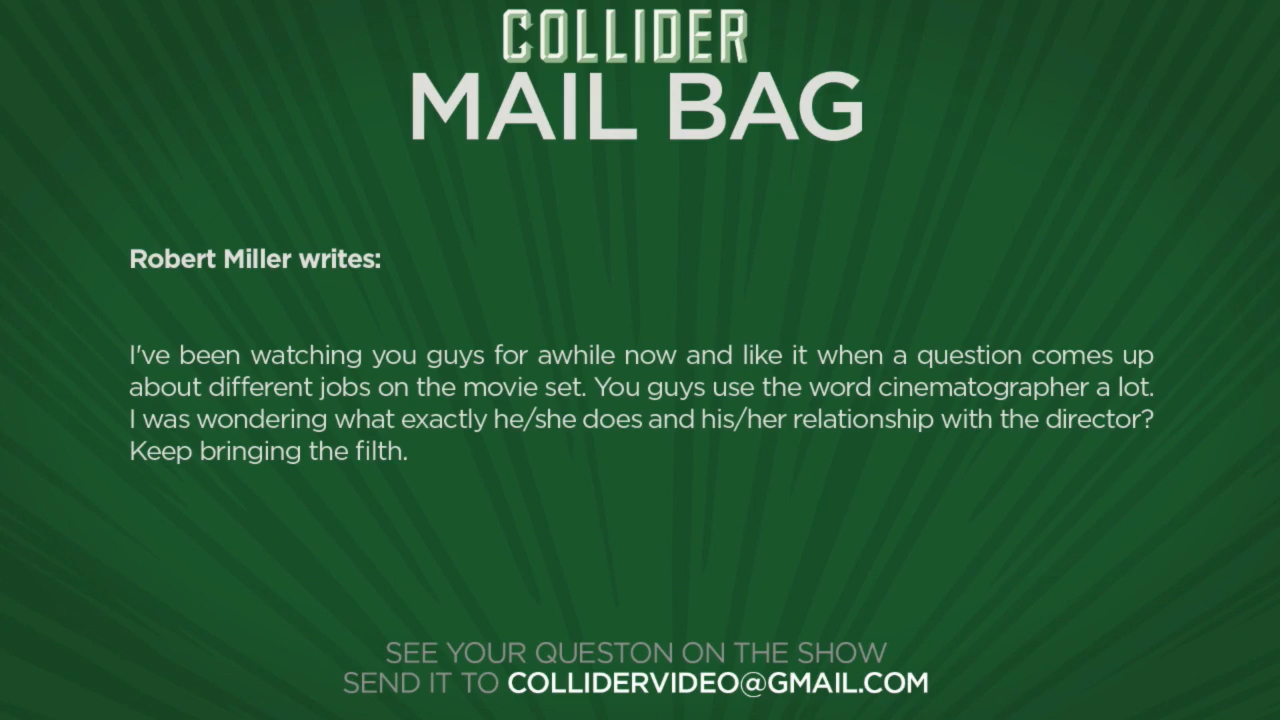 COLLIDER
MAIL BAG
Robert Miller writes:
I've been watching you guys for awhile now and like it when a question comes up
about different jobs on the movie set. You guys use the word cinematographer a lot.
I was wondering what exactly he/she does and his/her relationship with the director?
Keep bringing the filth.
SEE YOUR QUESTON ON THE SHOW
SEND IT TO COLLIDERVIDEO@GMAIL.COM